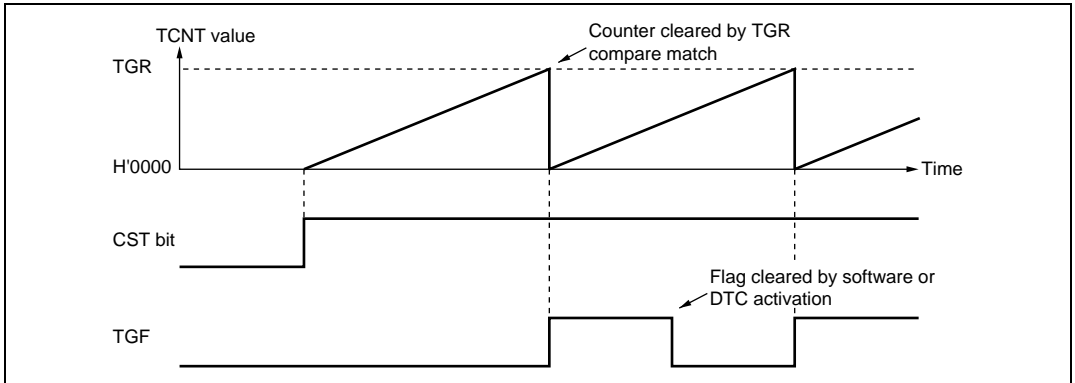 TCNT value
Counter cleared by TGR
compare match
TGR
H'0000
Time
CST bit
Flag cleared by software or
DTC activation
TGF